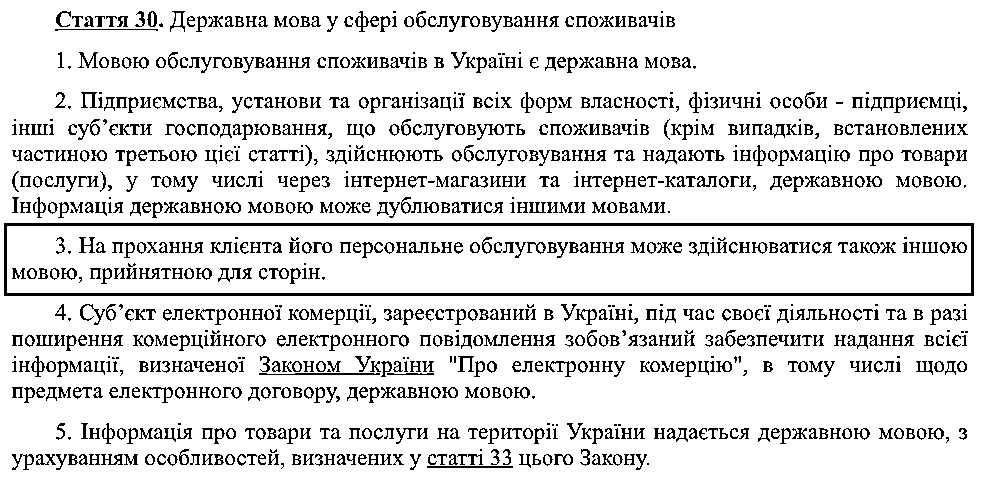 Стаття 30. Державна мова у сфері обслуговування споживачів
1. Мовою обслуговування споживачів в Україні є державна мова.
2. Підприємства, установи та організації всіх форм власності, фізичні особи - підприємці,
інші суб’єкти господарювання, що обслуговують споживачів (крім випадків, встановлених
частиною третьою цієї статті), здійснюють обслуговування та надають інформацію про товари
(послуги), у тому числі через інтернет-магазини та інтернет-каталоги, державною мовою.
Інформація державною мовою може дублюватися іншими мовами.
3. На прохання клієнта його персональне обслуговування може здійснюватися також іншою
мовою, прийнятною для сторін.
4. Суб’єкт електронної комерції, зареєстрований в Україні, під час своєї діяльності та в разі
поширення комерційного електронного повідомлення зобов’язаний забезпечити надання всієї
інформації, визначеної Законом України "Про електронну комерцію", в тому числі щодо
предмета електронного договору, державною мовою.
5. Інформація про товари та послуги на території України надається державною мовою, з
урахуванням особливостей, визначених у статті 33 цього Закону.